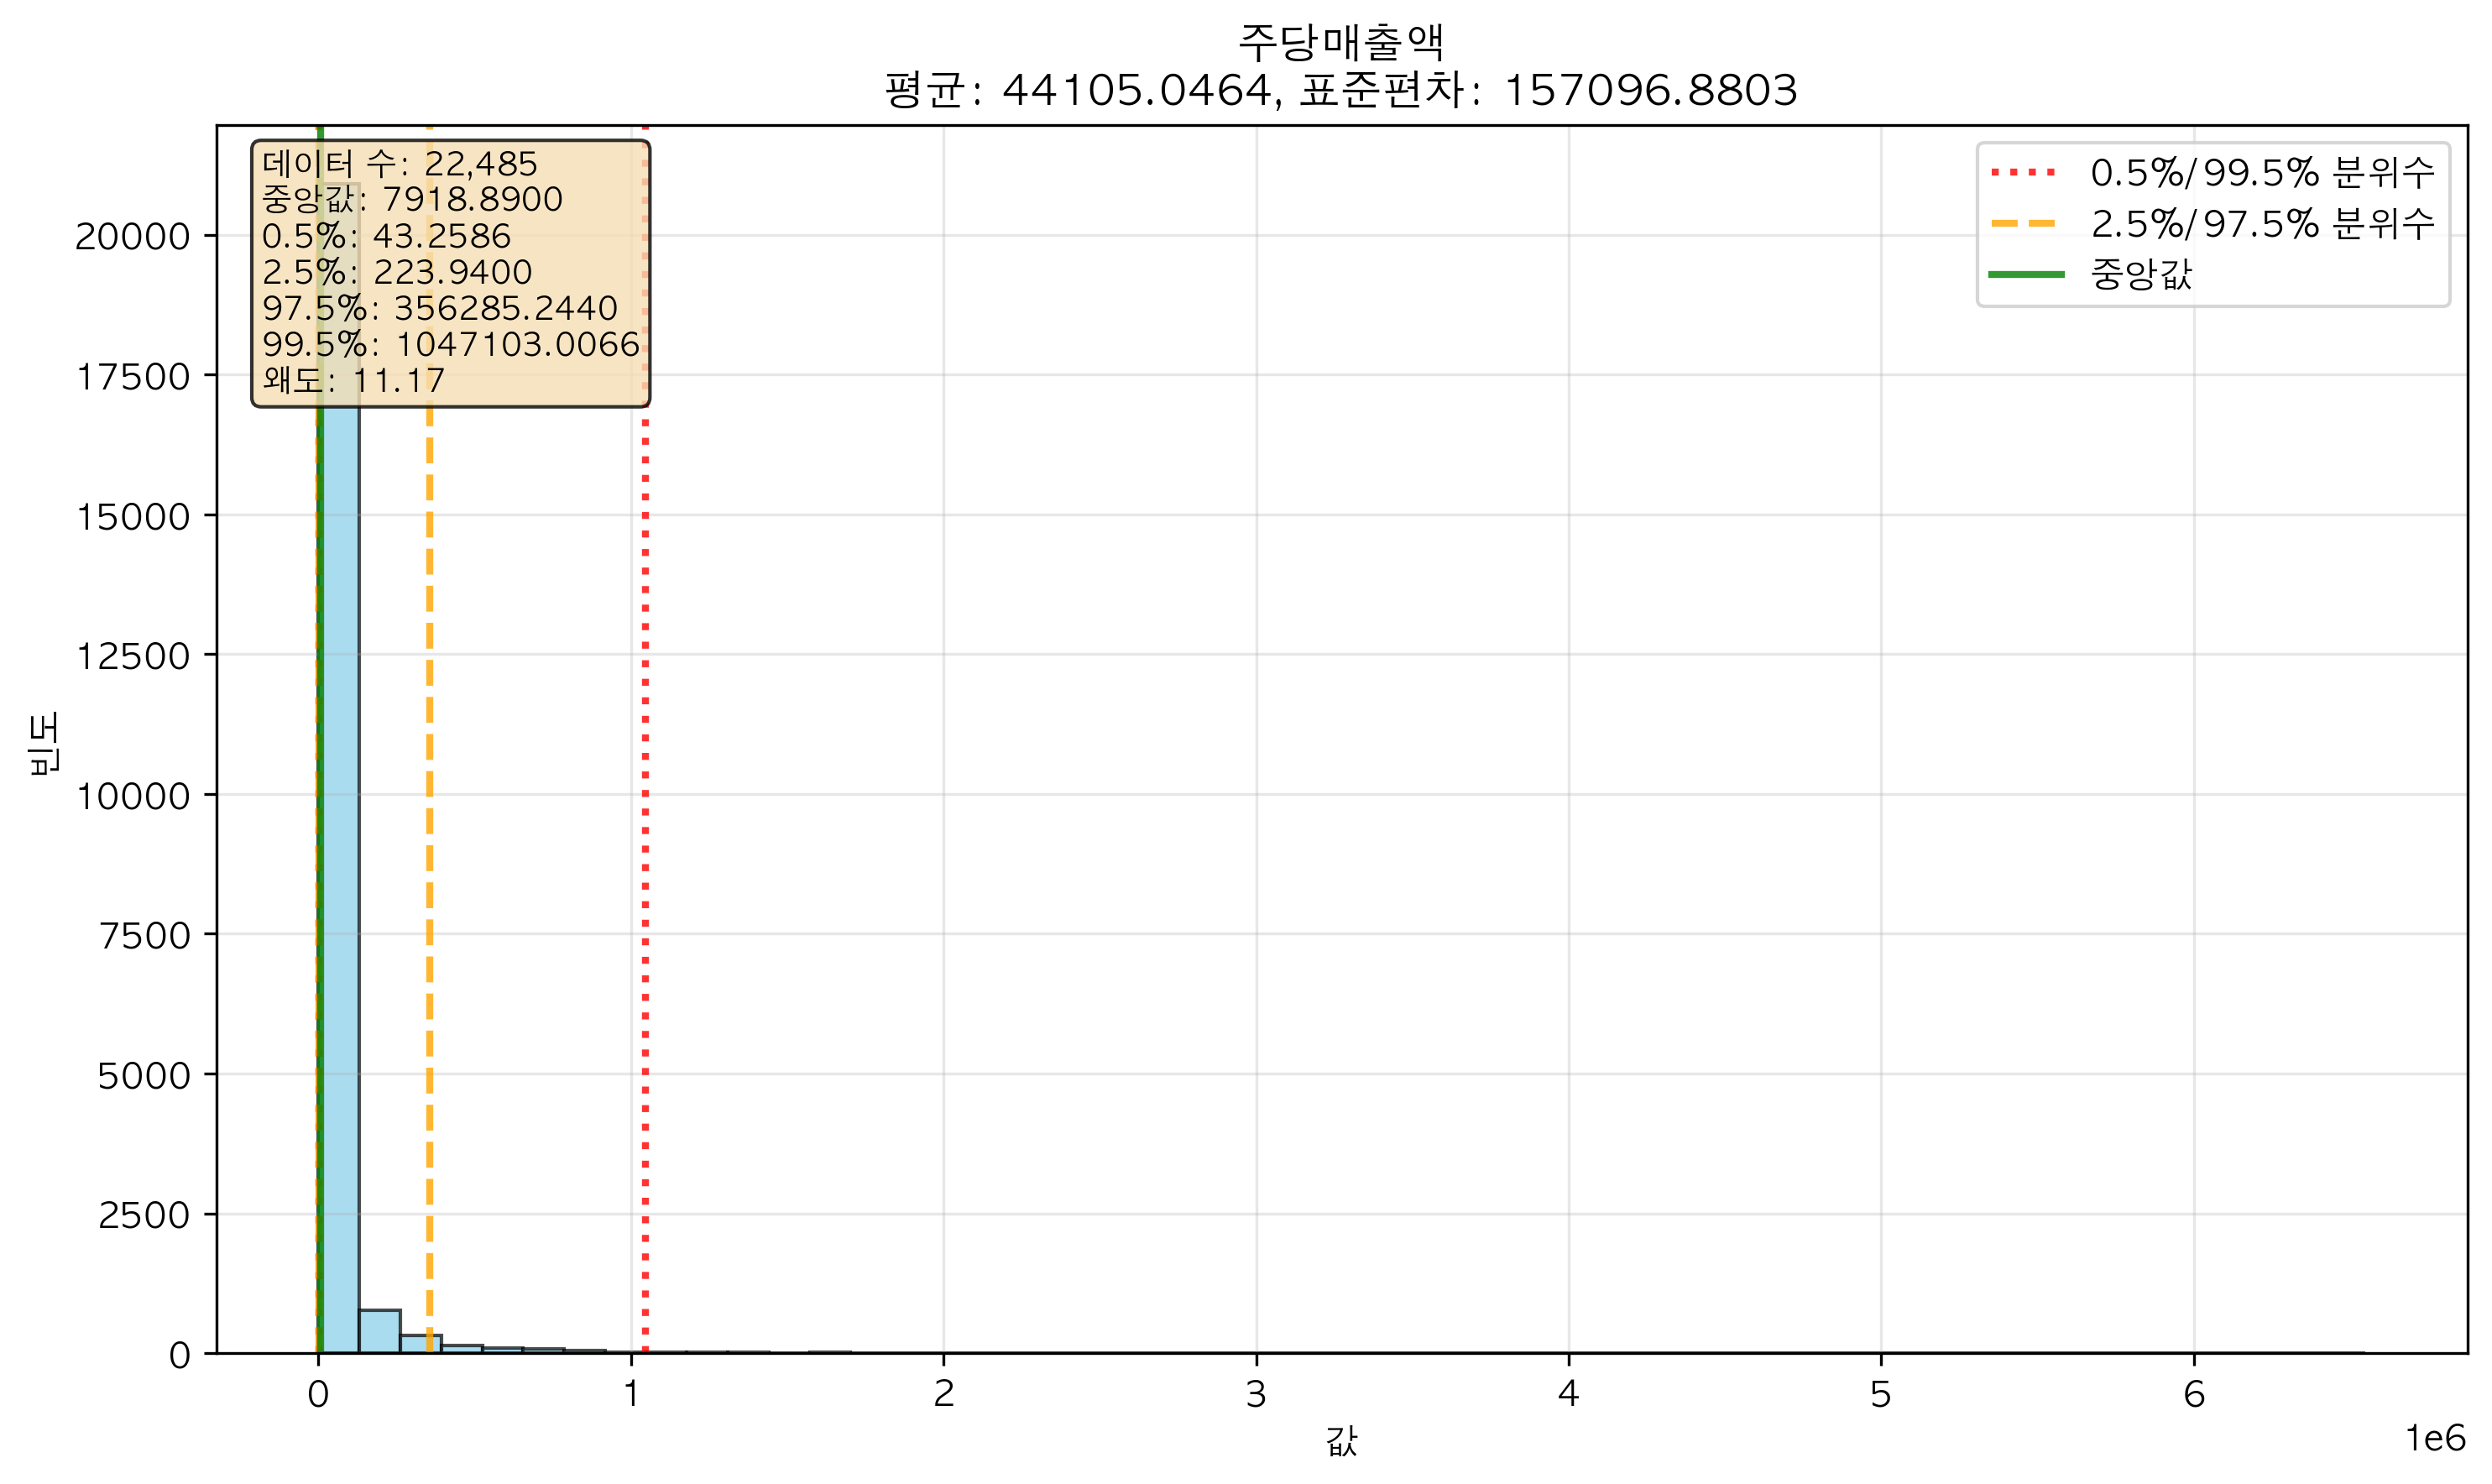 주당매출액
평균: 44105.0464, 표준편차: 157096.8803
데이터 수: 22,485
중앙값: 7918.8900
0.5%: 43.2586
2.5%: 223.9400
97.5%: 356285.2440
99.5%: 1047103.0066
왜도: 11.17
0.5%/99.5% 분위수
2.5%/97.5% 분위수
중앙값
빈도
20000
17500
15000
12500
10000
7500
5000
2500
0
0 1 2 3 4 5 6
1e6
값